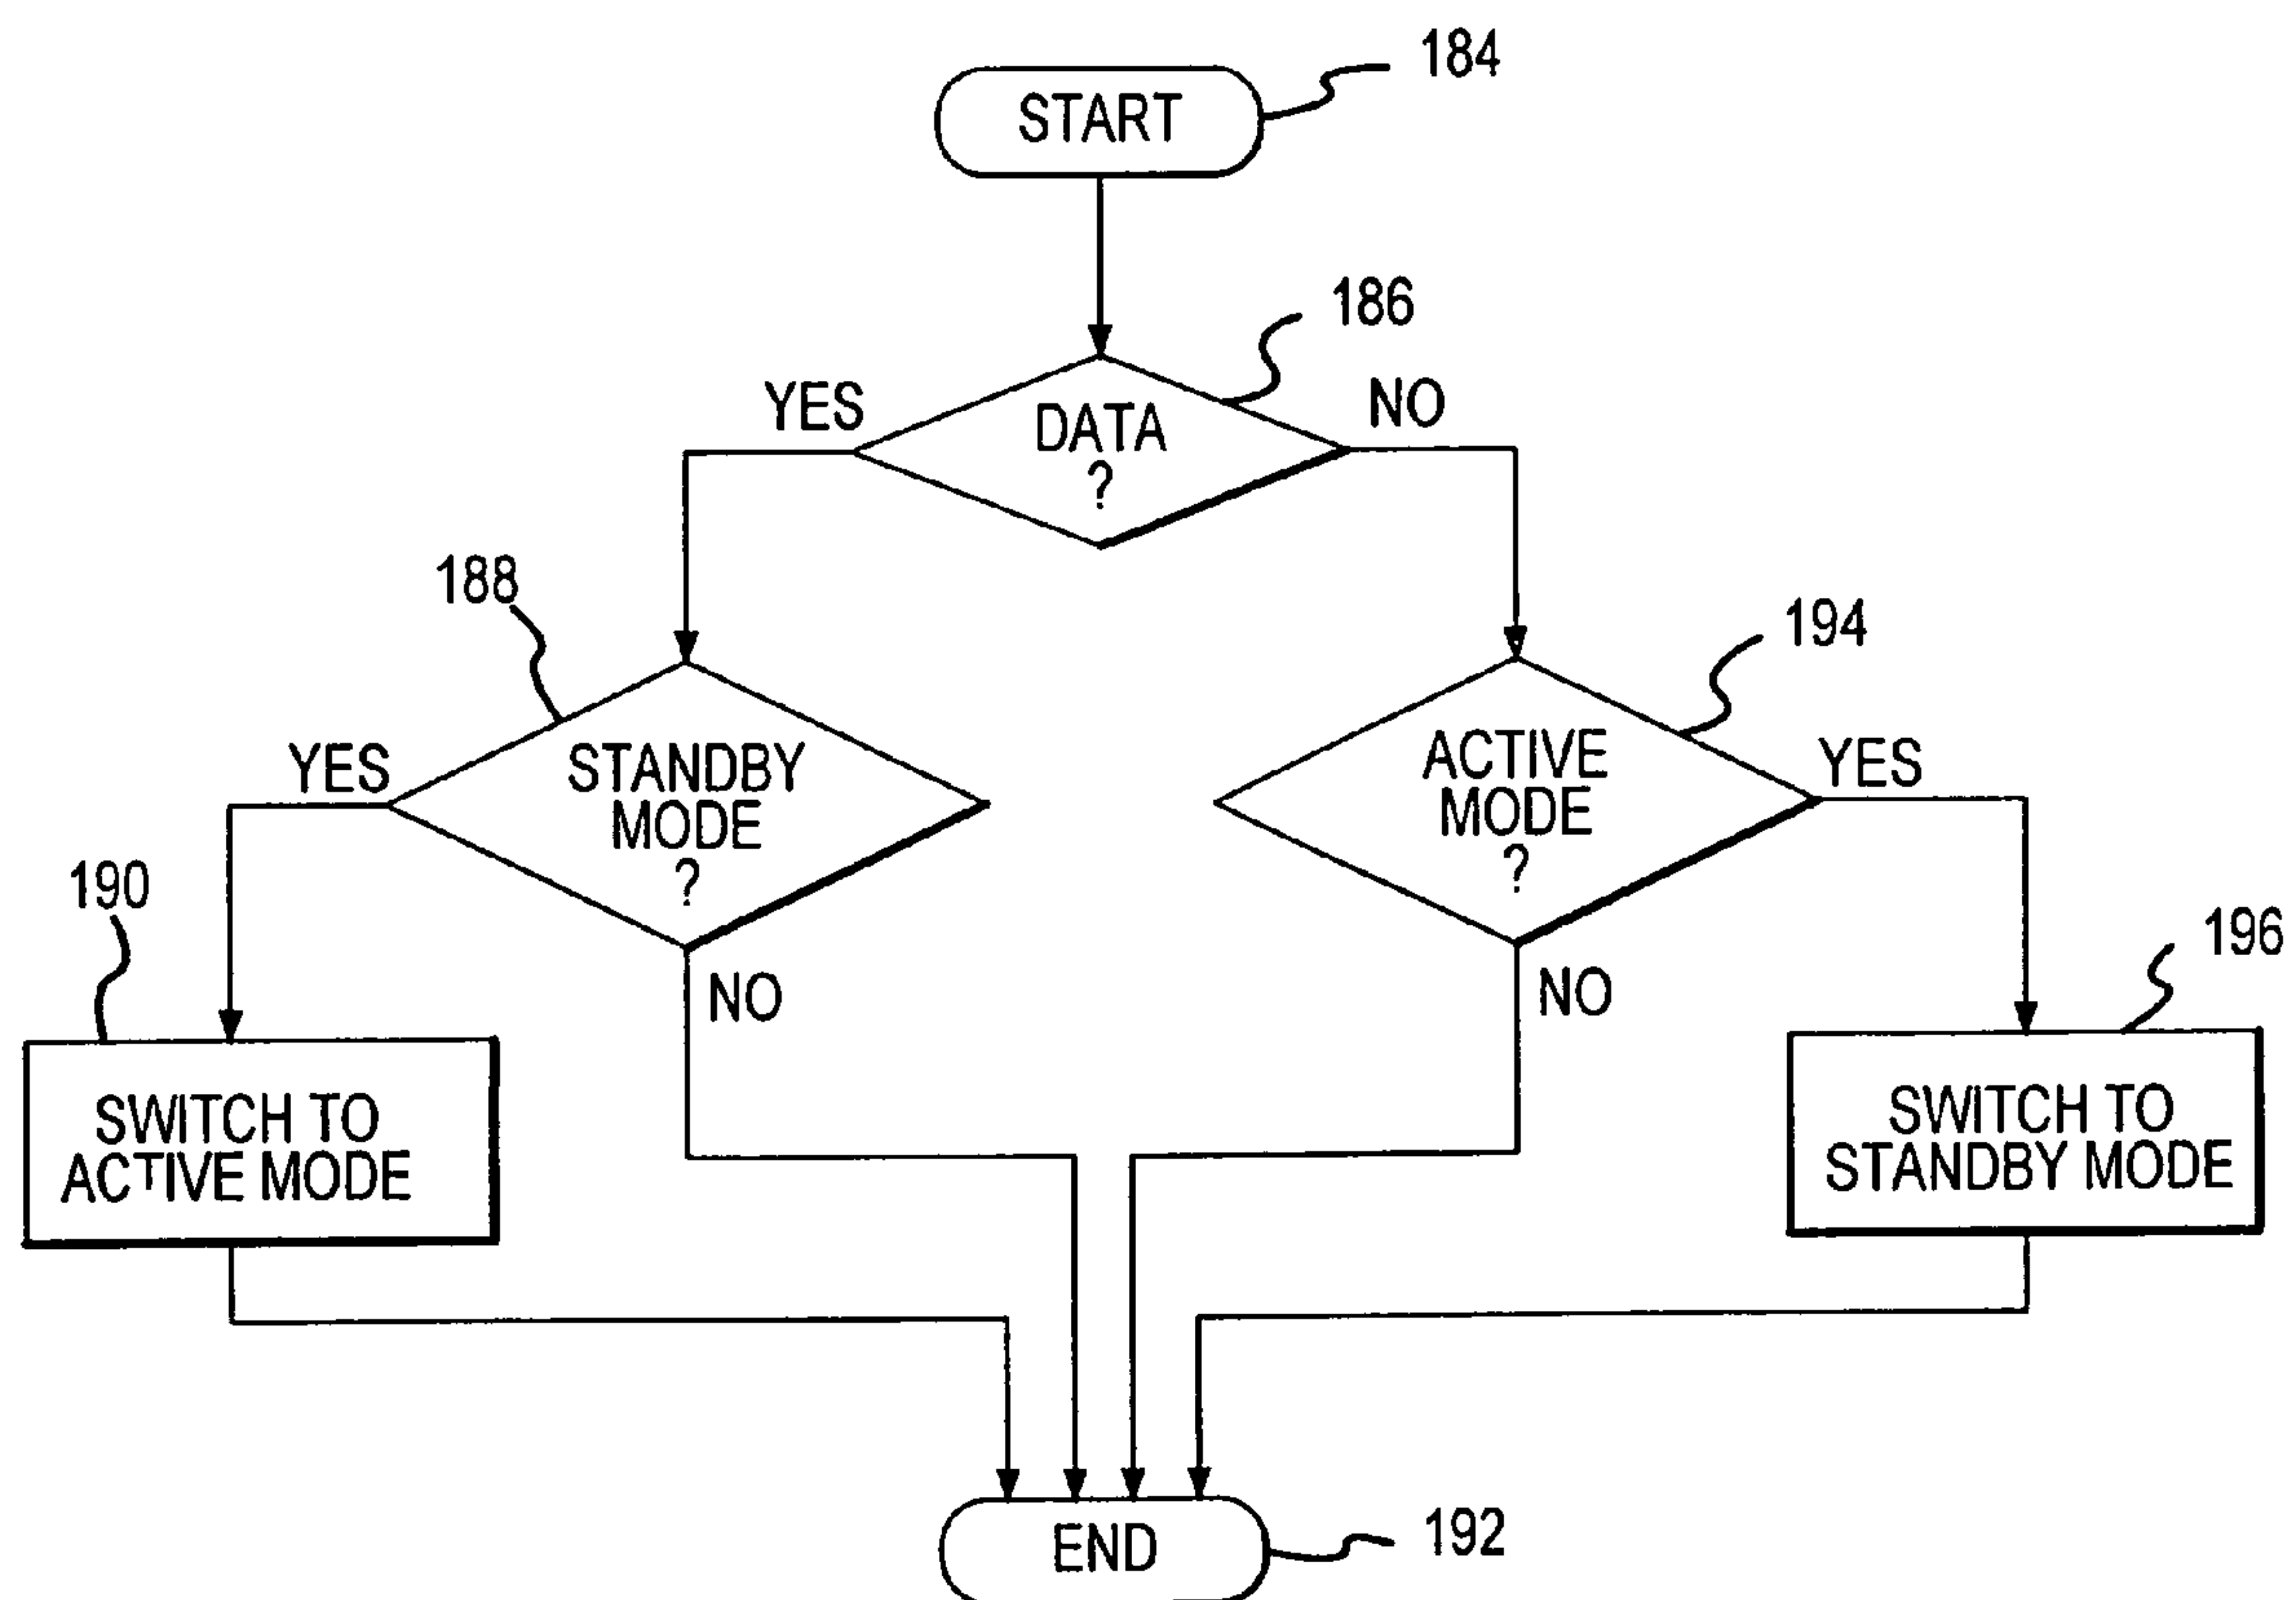 184
START
186
YES
NO
DATA
?
188
194
YES
STANDBY
MODE
?
ACTIVE
MODE
?
YES
190
NO
NO
196
SWITCH TO
ACTIVE MODE
SWITCH TO
STANDBY MODE
END
192